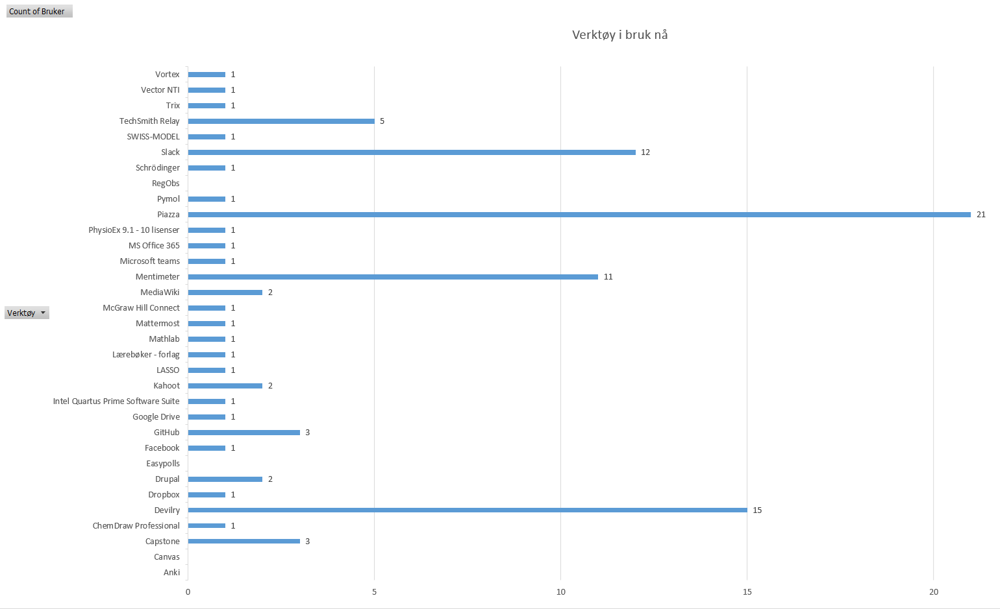 Count of Bruker
Verktøy i bruk nå
Vortex 1
Vector NTI 1
Trix 1
TechSmith Relay 5
SWISS-MODEL 1
Slack 12
Schrödinger 1
RegObs
Pymol 1
Piazza 21
PhysioEx 9.1 - 10 lisenser 1
MS Office 365 1
Microsoft teams 1
Mentimeter 11
MediaWiki 2
McGraw Hill Connect 1
Verktøy
Mattermost 1
Mathlab 1
Lærebøker - forlag 1
LASSO 1
Kahoot 2
Intel Quartus Prime Software Suite 1
Google Drive 1
GitHub 3
Facebook 1
Easypolls
Drupal 2
Dropbox 1
Devilry 15
ChemDraw Professional 1
Capstone 3
Canvas
Anki
0 5 10 15 20